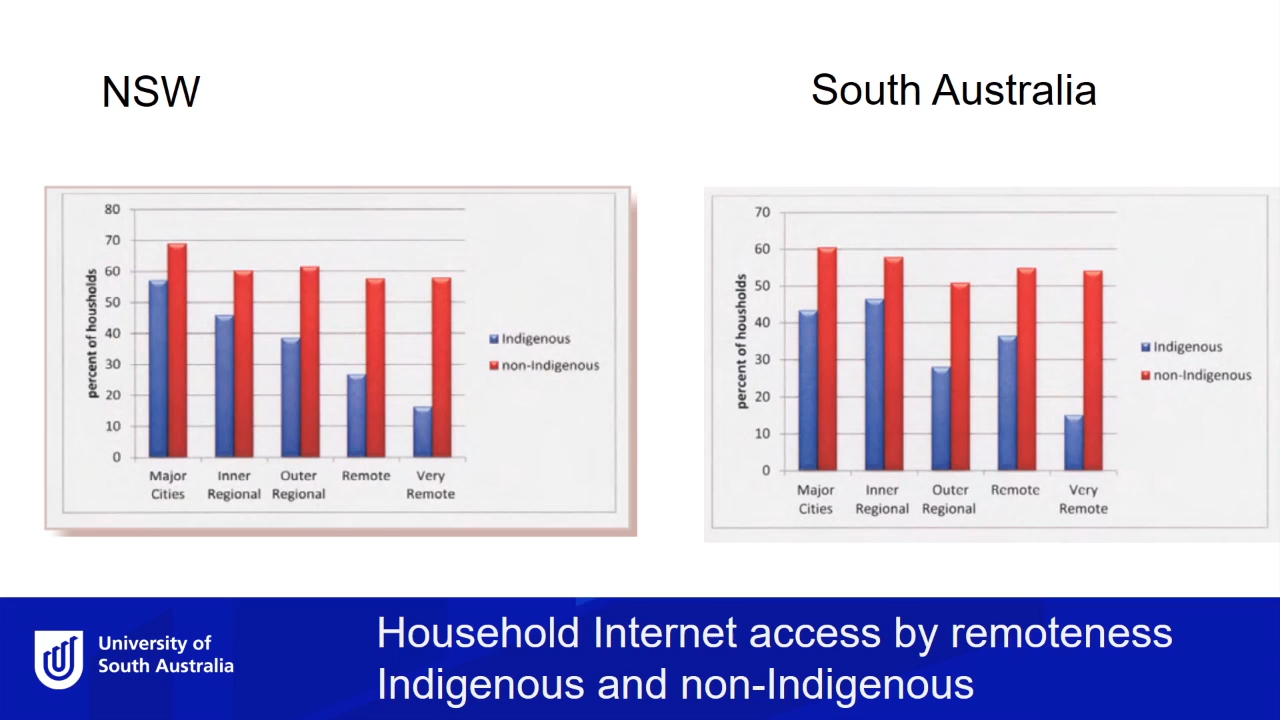 NSW
South Australia
80
70
60
50
40
30
20
10
0
percent of housholds
Major Cities
Inner Regional
Outer Regional
Remote
Very Remote
Indigenous
non-Indigenous
70
60
50
40
30
20
10
0
percent of housholds
Major Cities
Inner Regional
Outer Regional
Remote
Very Remote
Indigenous
non-Indigenous
University of
South Australia
Household Internet access by remoteness
Indigenous and non-Indigenous